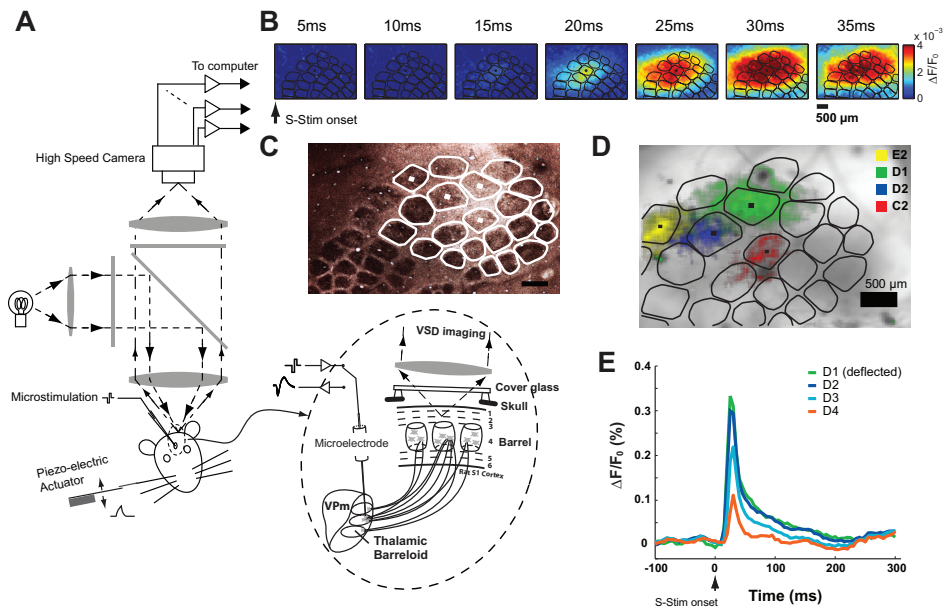 A
To computer
High Speed Camera
Microstimulation
Piezo-electric
Actuator
B
5ms 10ms 15ms 20ms 25ms 30ms 35ms
4 x 10⁻³
2
0
ΔF/F₀
S-Stim onset
500 µm
C
D
E2
D1
D2
C2
500 µm
VSD imaging
Cover glass
Skull
1
2
3
4
5
6
Barrel
Rat S1 Cortex
Microelectrode
VPm
Thalamic
Barreloid
E
D1 (deflected)
D2
D3
D4
ΔF/F₀ (%)
0.4
0.3
0.2
0.1
0
-100 0 100 200 300
Time (ms)
S-Stim onset